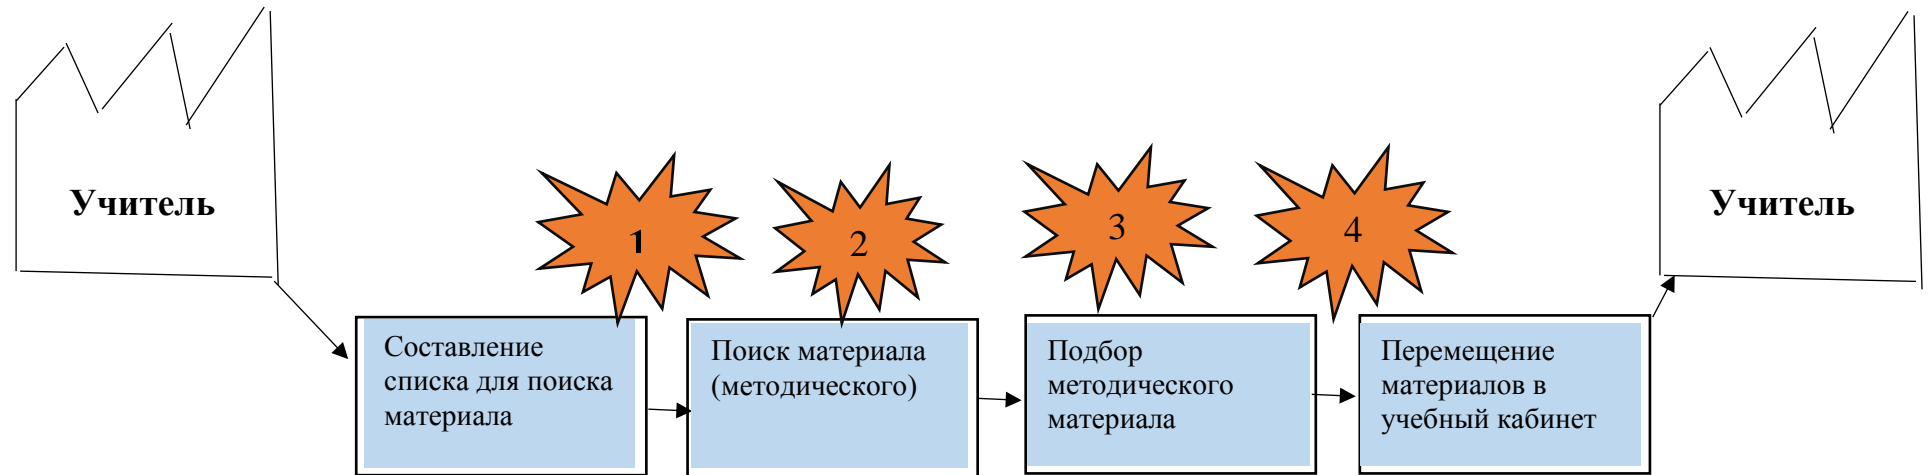 Учитель
Учитель
1
2
3
4
Составление
списка для поиска
материала
Поиск материала
(методического)
Подбор
методического
материала
Перемещение
материалов в
учебный кабинет